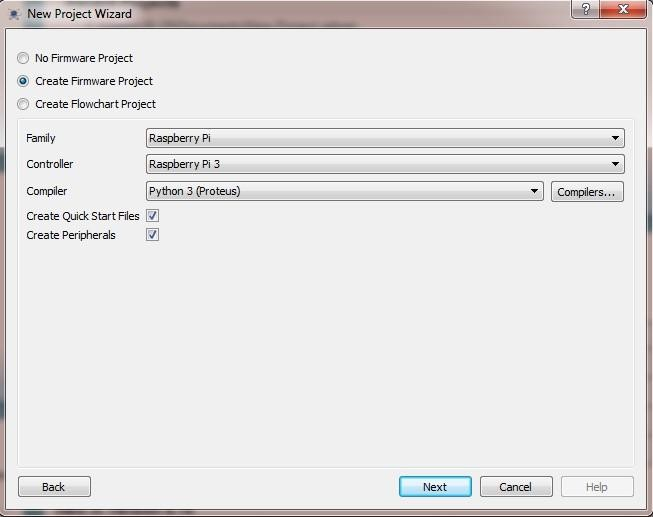 New Project Wizard
?
No Firmware Project
Create Firmware Project
Create Flowchart Project
Family Raspberry Pi
Controller Raspberry Pi 3
Compiler Python 3 (Proteus) Compilers...
Create Quick Start Files
Create Peripherals
Back Next Cancel Help